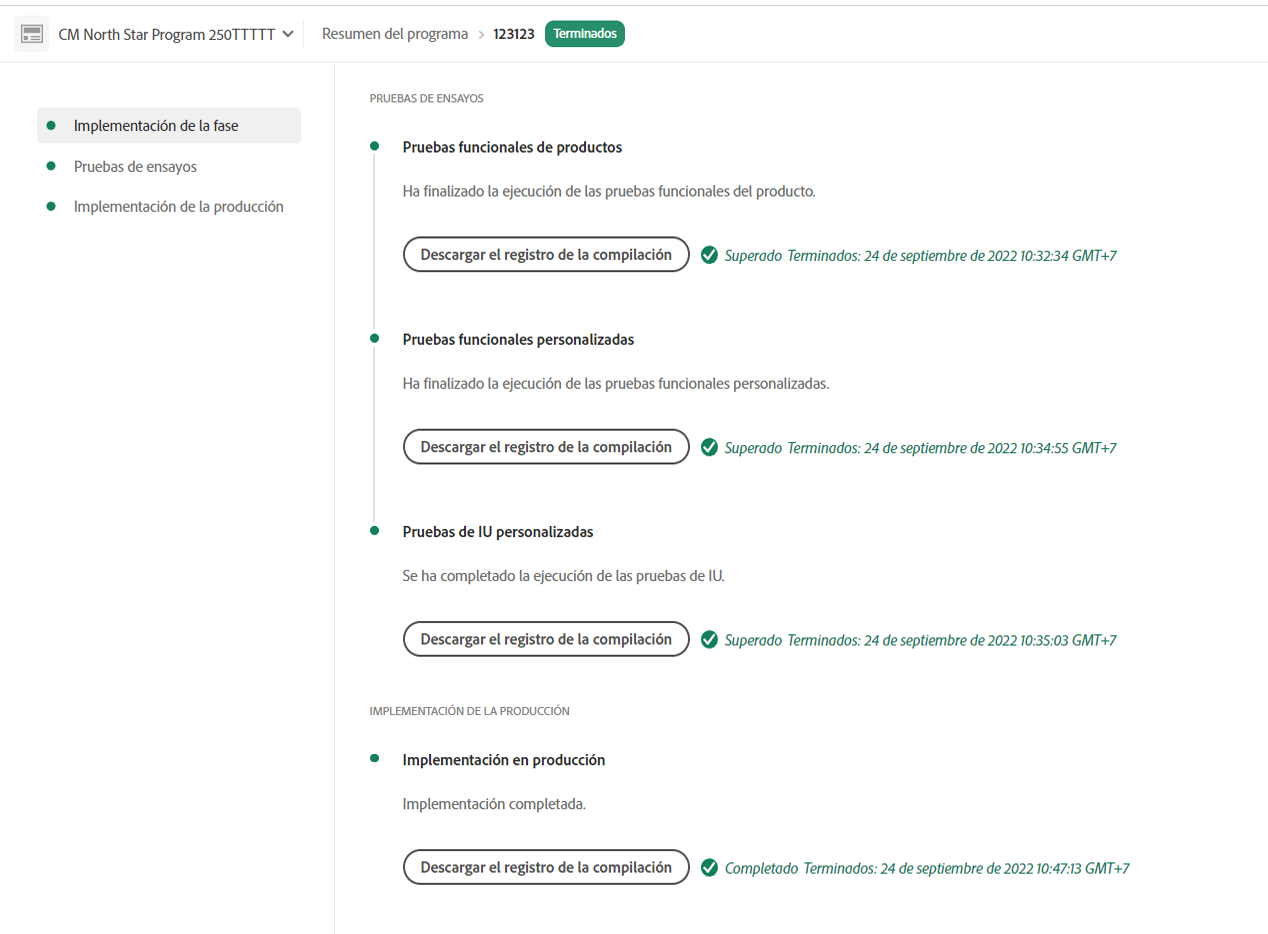 CM North Star Program 250TTTTT
Resumen del programa > 123123 Terminados
Implementación de la fase
Pruebas de ensayos
Implementación de la producción
PRUEBAS DE ENSAYOS
Pruebas funcionales de productos
Ha finalizado la ejecución de las pruebas funcionales del producto.
Descargar el registro de la compilación Superado Terminados: 24 de septiembre de 2022 10:32:34 GMT+7
Pruebas funcionales personalizadas
Ha finalizado la ejecución de las pruebas funcionales personalizadas.
Descargar el registro de la compilación Superado Terminados: 24 de septiembre de 2022 10:34:55 GMT+7
Pruebas de IU personalizadas
Se ha completado la ejecución de las pruebas de IU.
Descargar el registro de la compilación Superado Terminados: 24 de septiembre de 2022 10:35:03 GMT+7
IMPLEMENTACIÓN DE LA PRODUCCIÓN
Implementación en producción
Implementación completada.
Descargar el registro de la compilación Completado Terminados: 24 de septiembre de 2022 10:47:13 GMT+7